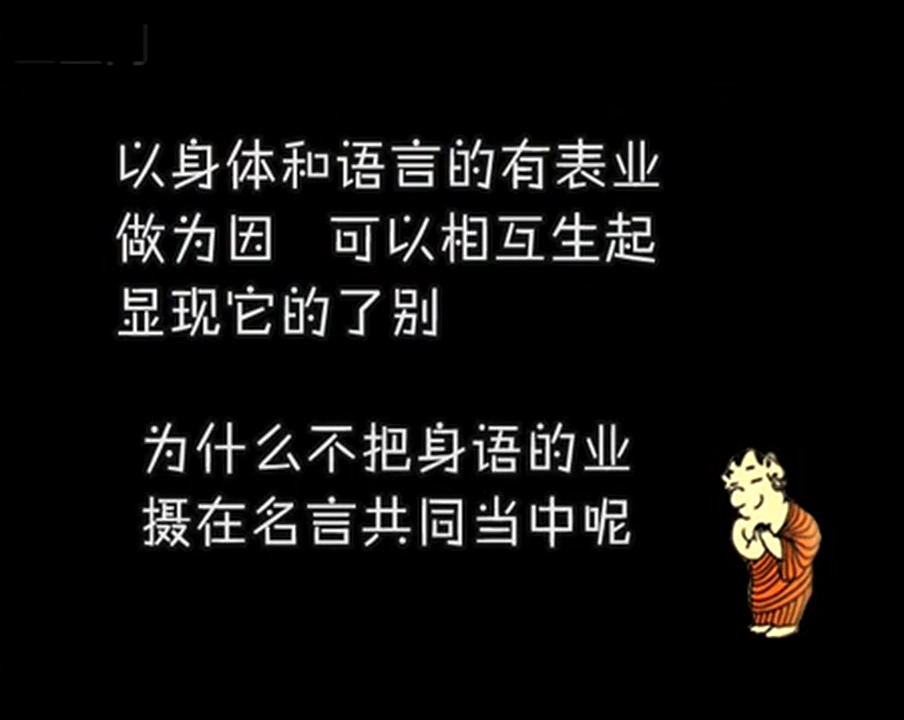 以身体和语言的有表业
做为因 可以相互生起
显现它的了别
为什么不把身语的业
摄在名言共同当中呢